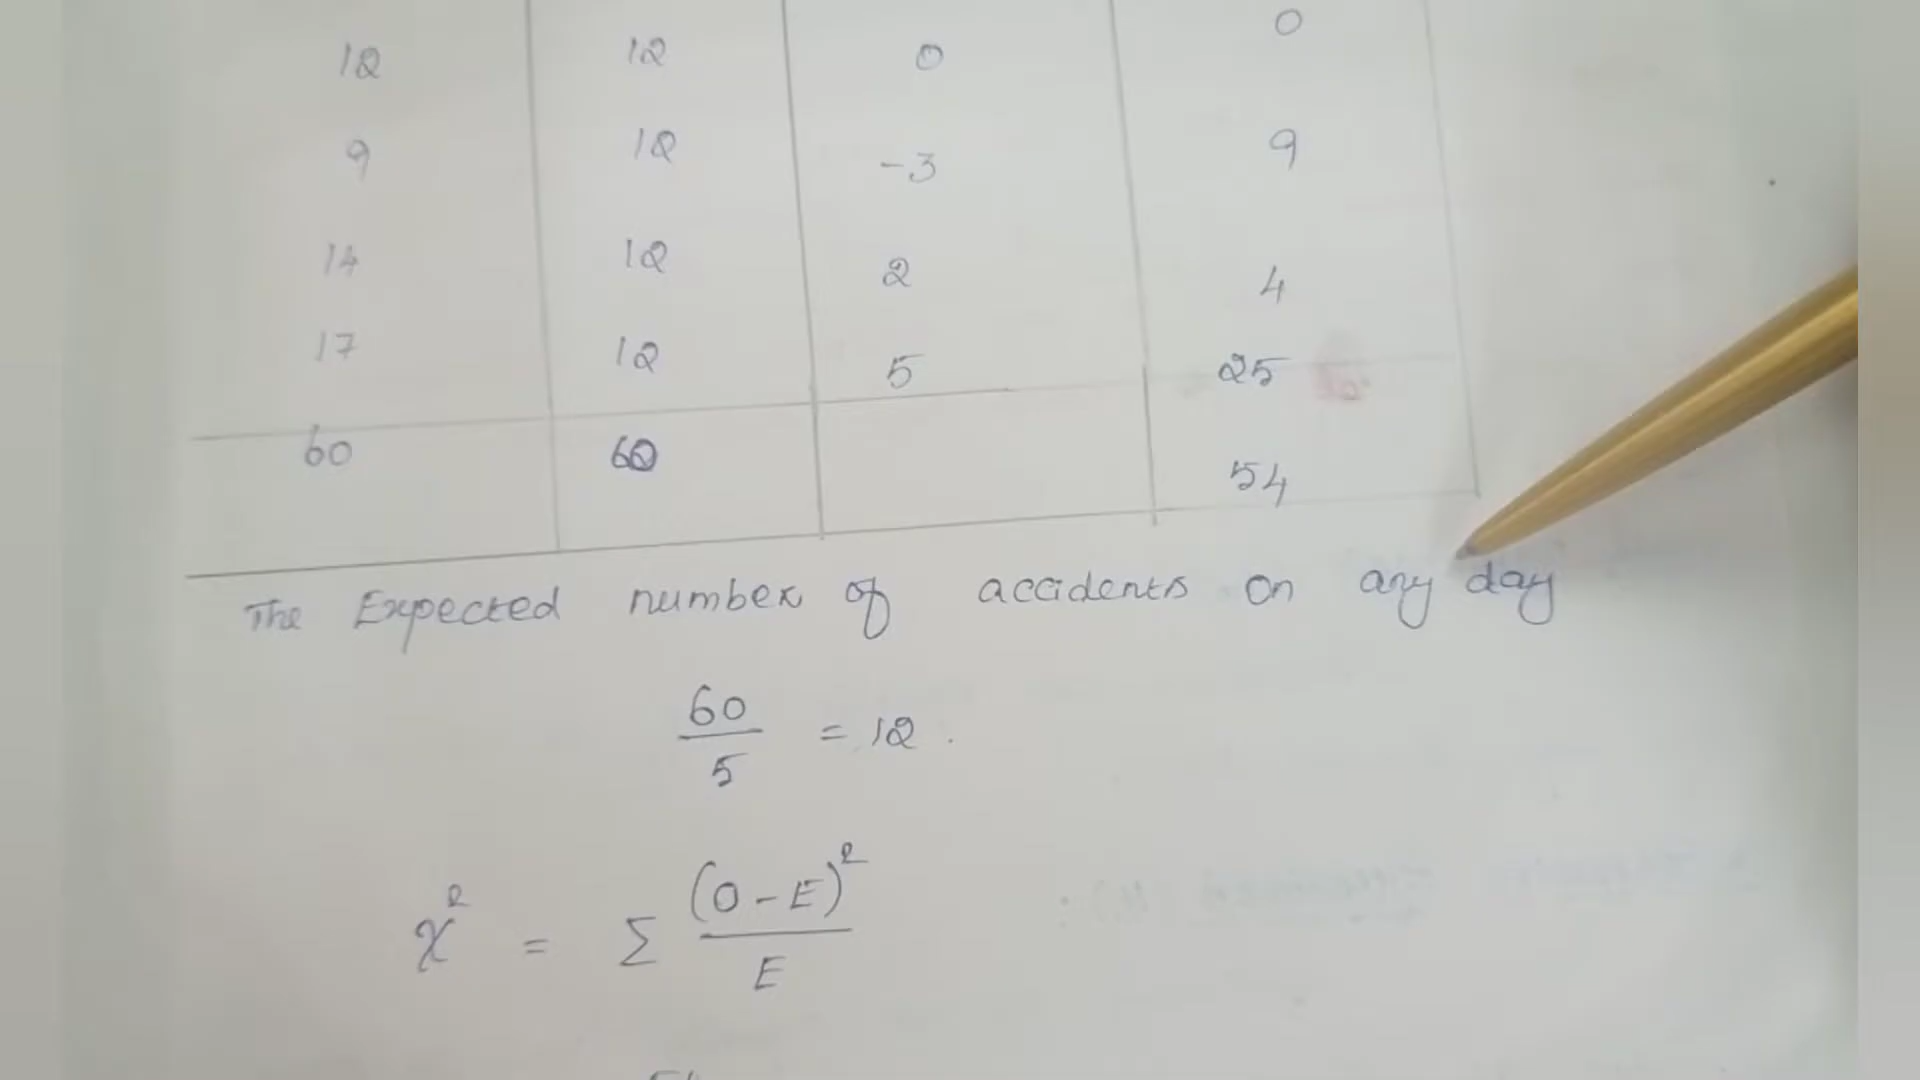 12 12 0 0
9 12 -3 9
14 12 2 4
17 12 5 25
60 60 54
The Expected number of accidents on any day
60/5 = 12 .
χ² = Σ (O - E)²/E